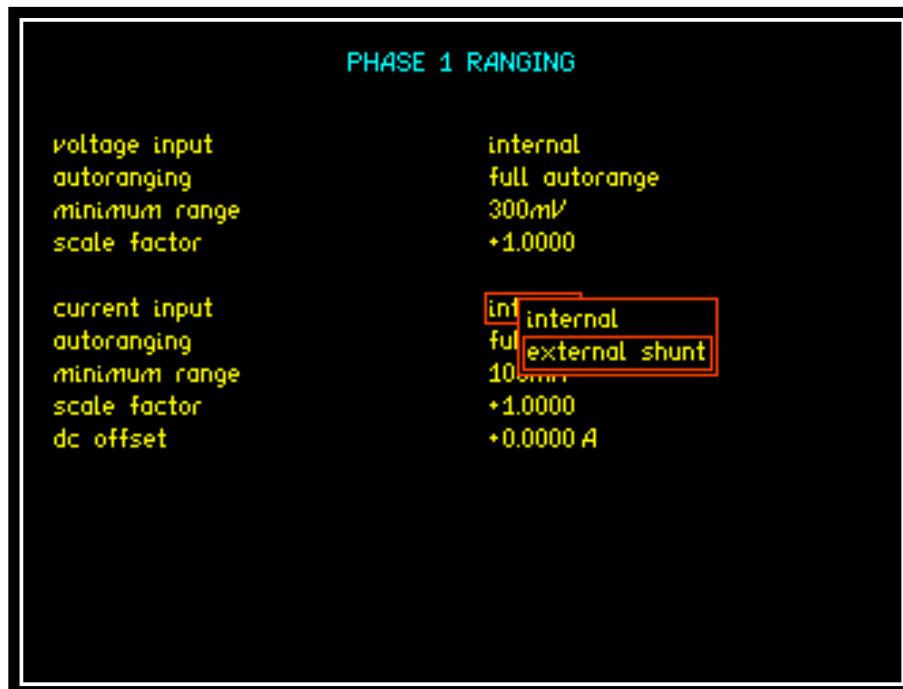 PHASE 1 RANGING
voltage input internal
autoranging full autorange
minimum range 300mV
scale factor +1.0000
current input
internal
autoranging
external shunt
minimum range
scale factor +1.0000
dc offset +0.0000 A